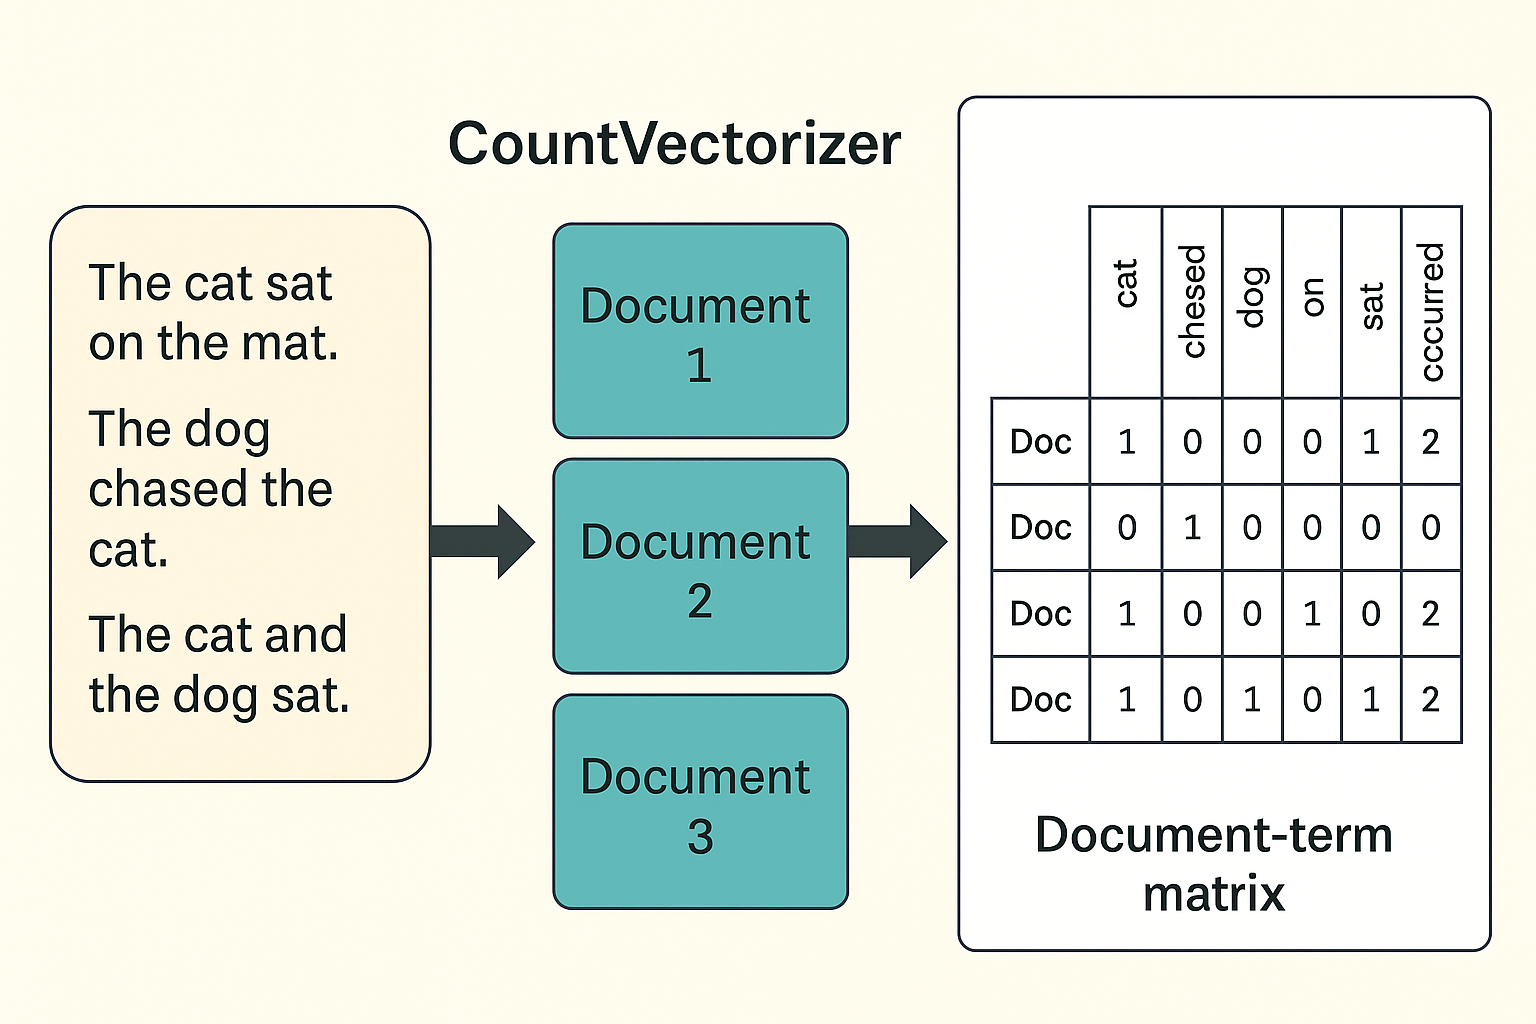 CountVectorizer
The cat sat
on the mat.
The dog
chased the
cat.
The cat and
the dog sat.
Document
1
Document
2
Document
3
cat chesed dog on sat cccurred
Doc 1 0 0 0 1 2
Doc 0 1 0 0 0 0
Doc 1 0 0 1 0 2
Doc 1 0 1 0 1 2
Document-term
matrix